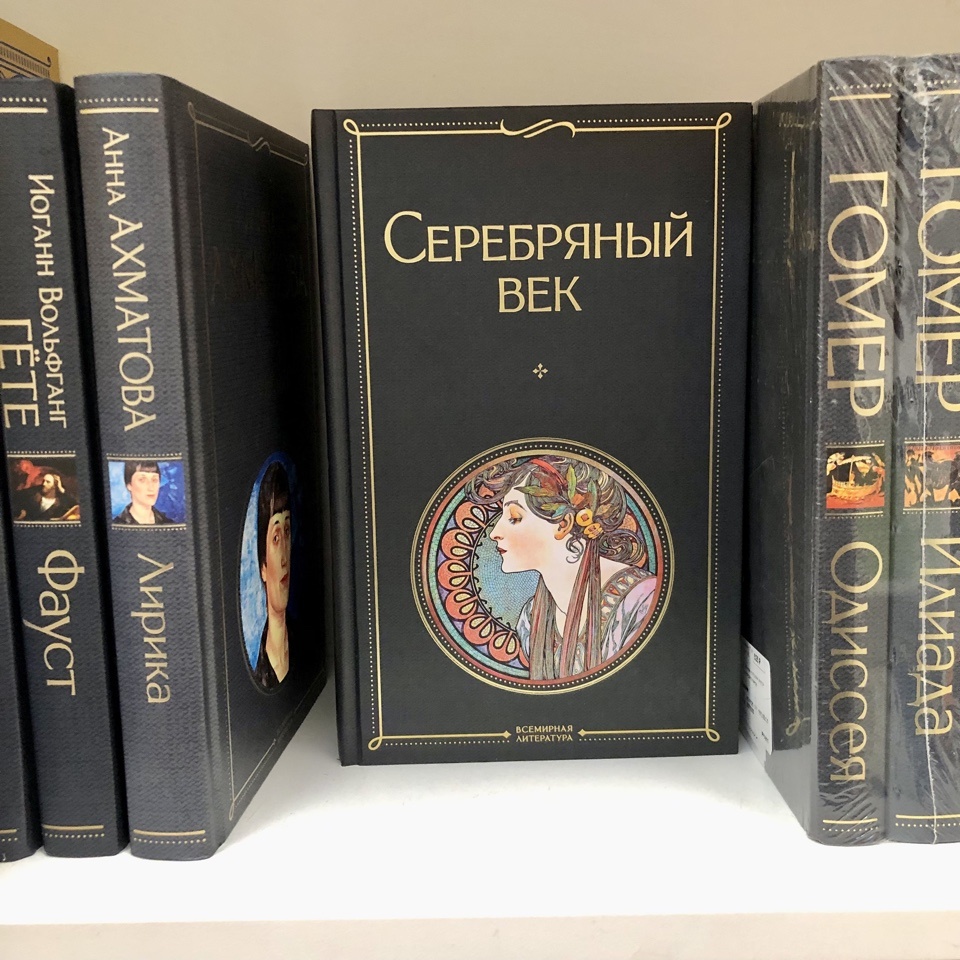 Иоганн Вольфганг
ГЁТЕ
Фауст
Анна АХМАТОВА
Лирика
СЕРЕБРЯНЫЙ
ВЕК
ВСЕМИРНАЯ
ЛИТЕРАТУРА
ГОМЕР
Одиссея
ГОМЕР
Илиада